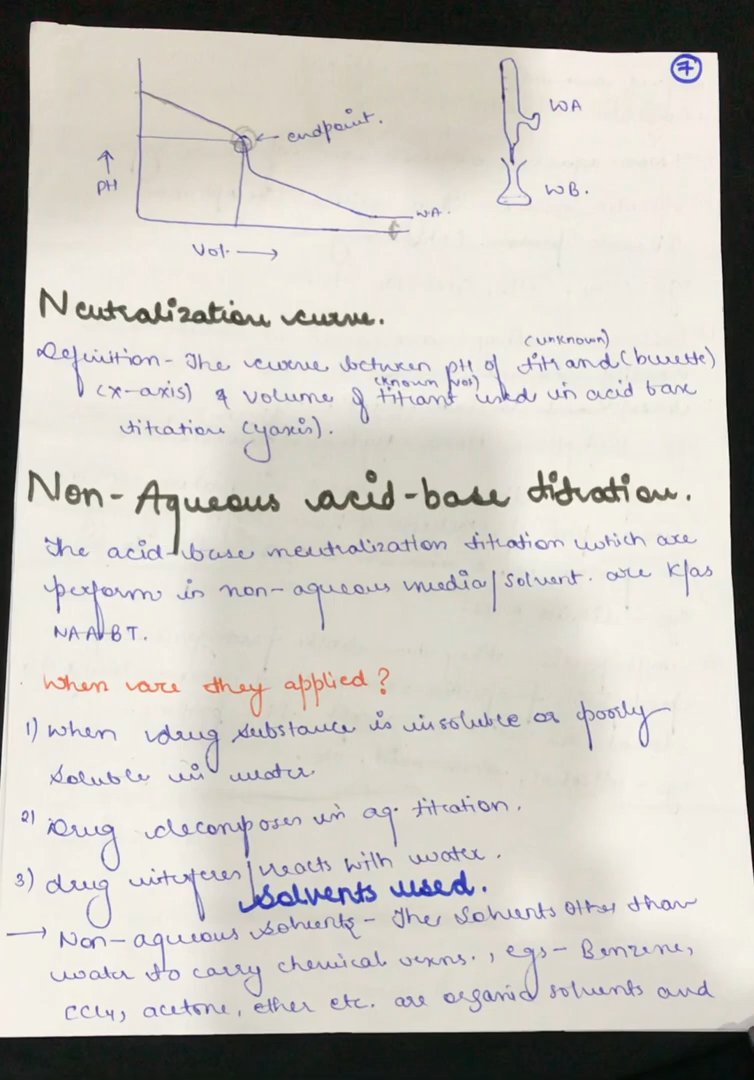 7
← endpoint.
WA
↑
PH
WB.
WA.
Vol. →
Neutralization curve.
(unknown)
Definition - The curve between pH of titrand (burette)
(known vol)
(x-axis) & volume of titrant used in acid base
titration (yaxis).
Non-Aqueous acid-base titration.
The acid-base neutralization titration which are
perform in non-aqueous media/solvent. are k/as
NAABT.
When are they applied?
1) When drug substance is insoluble or poorly
soluble in water
2) Drug decomposes in aq. titration.
3) drug interferes/reacts with water.
Solvents used.
→ Non-aqueous solvents - The solvents other than
water to carry chemical rexns., egs - Benzene,
CCl4, acetone, ether etc. are organic solvents and